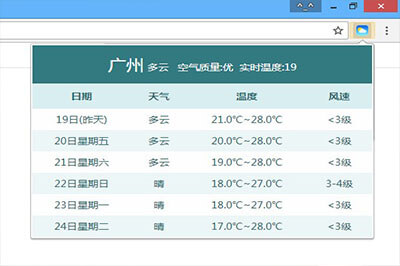 ^_^
广州 多云 空气质量:优 实时温度:19
日期 天气 温度 风速
19日(昨天) 多云 21.0℃~28.0℃ <3级
20日星期五 多云 20.0℃~28.0℃ <3级
21日星期六 多云 19.0℃~28.0℃ <3级
22日星期日 晴 18.0℃~27.0℃ 3-4级
23日星期一 晴 18.0℃~27.0℃ <3级
24日星期二 晴 17.0℃~28.0℃ <3级